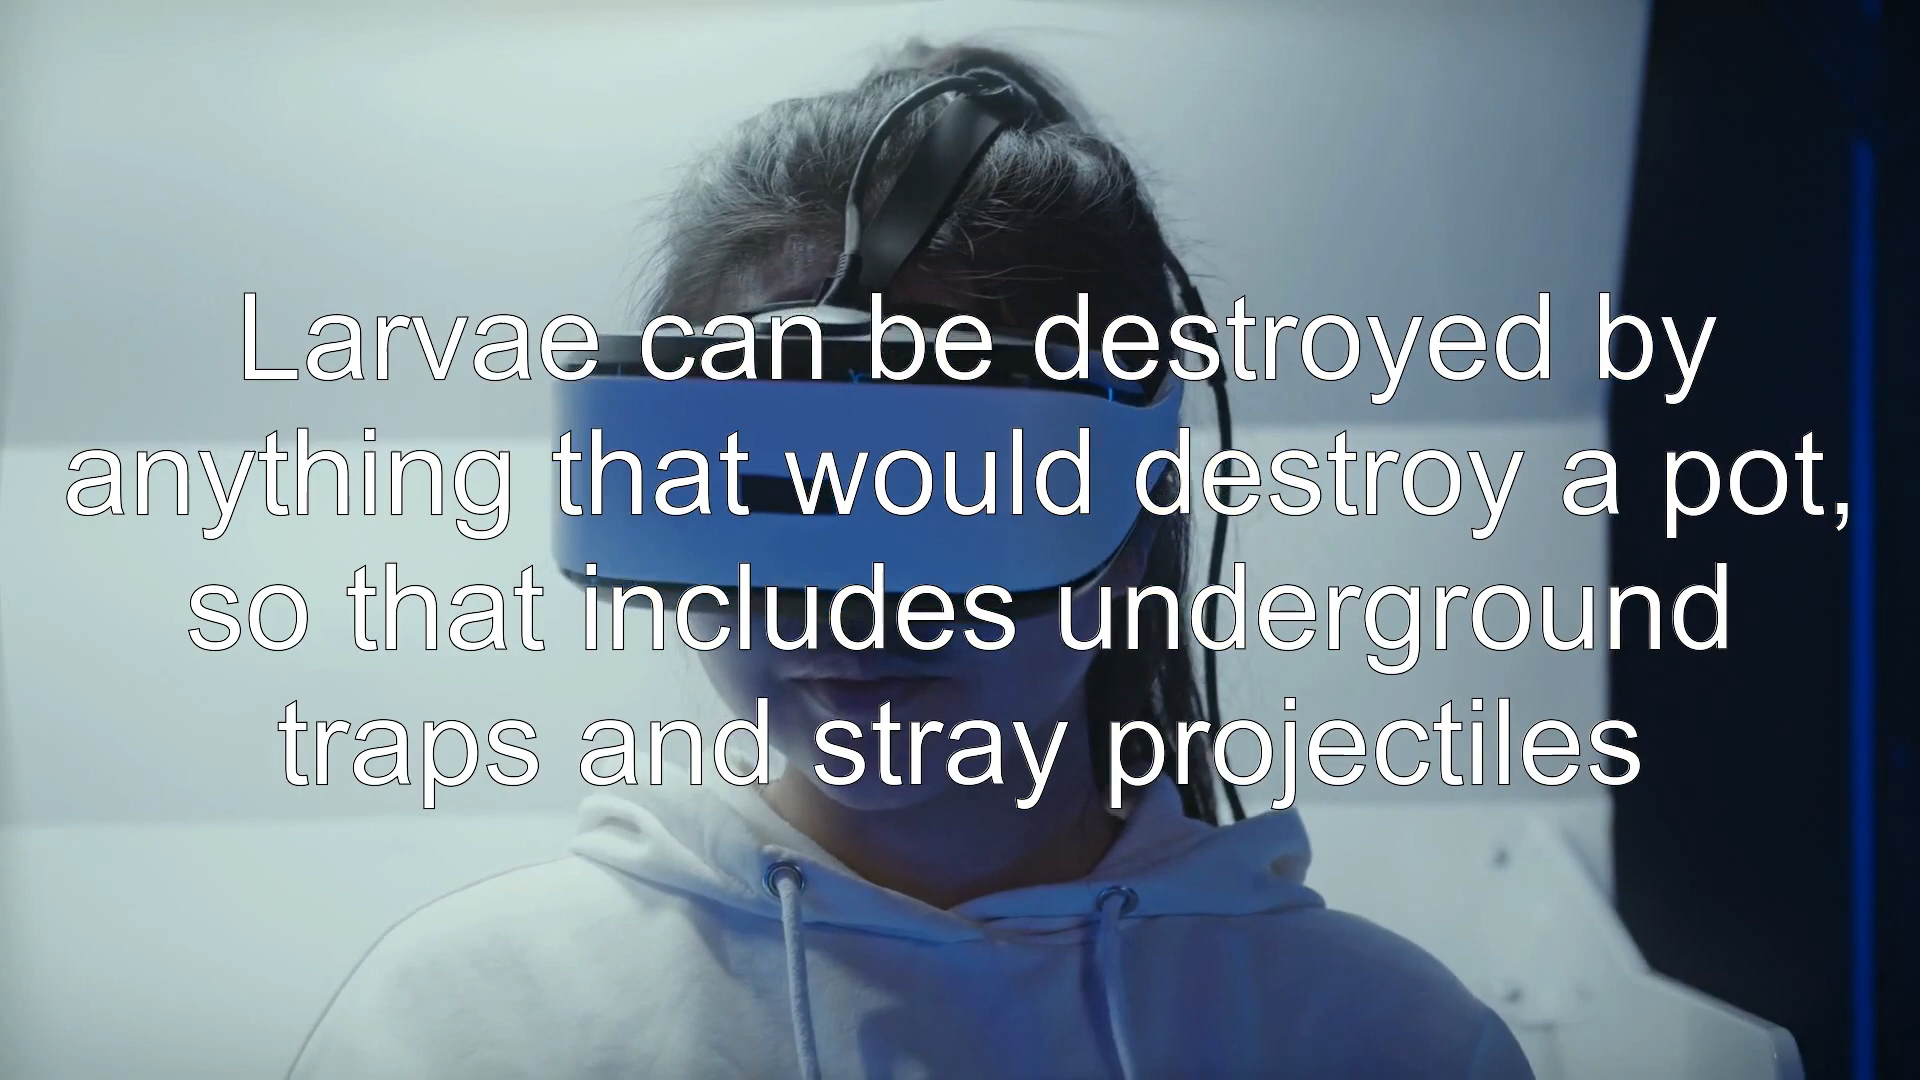 Larvae can be destroyed by
anything that would destroy a pot,
so that includes underground
traps and stray projectiles